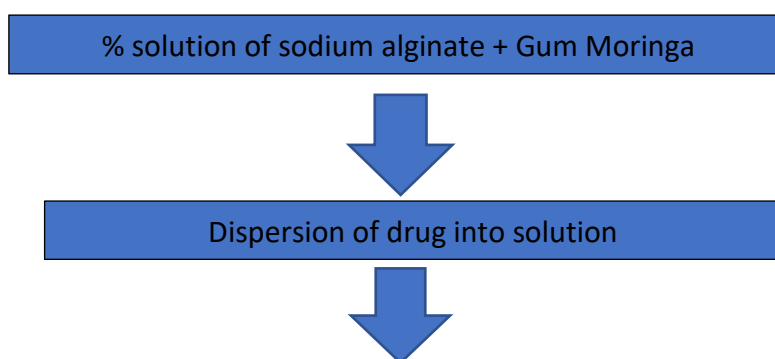 % solution of sodium alginate + Gum Moringa
Dispersion of drug into solution